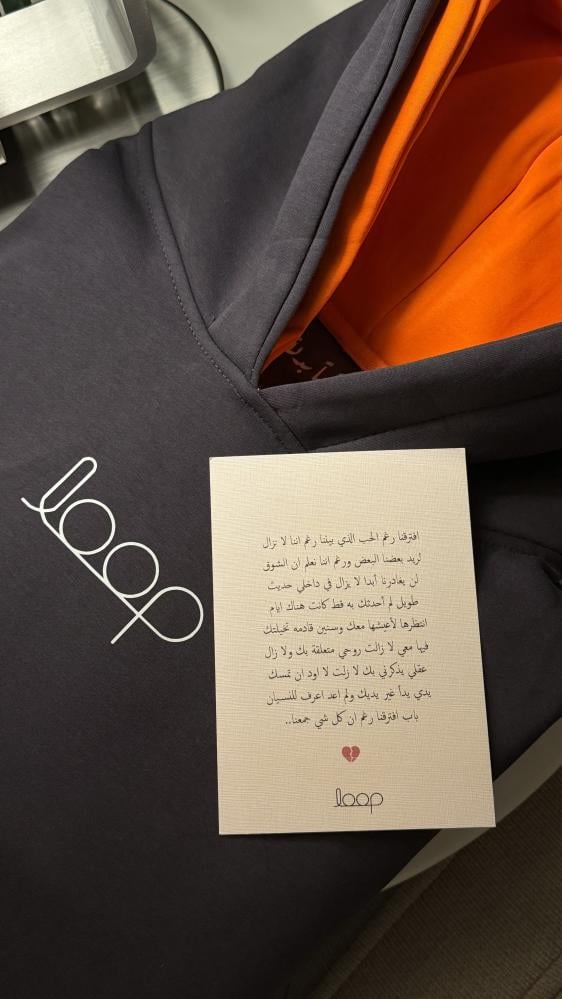 loop
افترقنا رغم الحب الذي بيننا رغم اننا لا نزال
نريد بعضنا البعض ورغم اننا نعلم ان الشوق
لن يغادرنا أبدا لا يزال في داخلي حديث
طويل لم أحدثك به قط كانت هناك ايام
انتظرها لأعيشها معك وسنين قادمه تخيلتك
فيها معي لا زالت روحي متعلقة بك ولا زال
عقلي يذكرني بك لا زلت لا اود ان تمسك
يدي يدأ غير يديك ولم اعد اعرف للنسيان
باب افترقنا رغم ان كل شي جمعنا..
loop